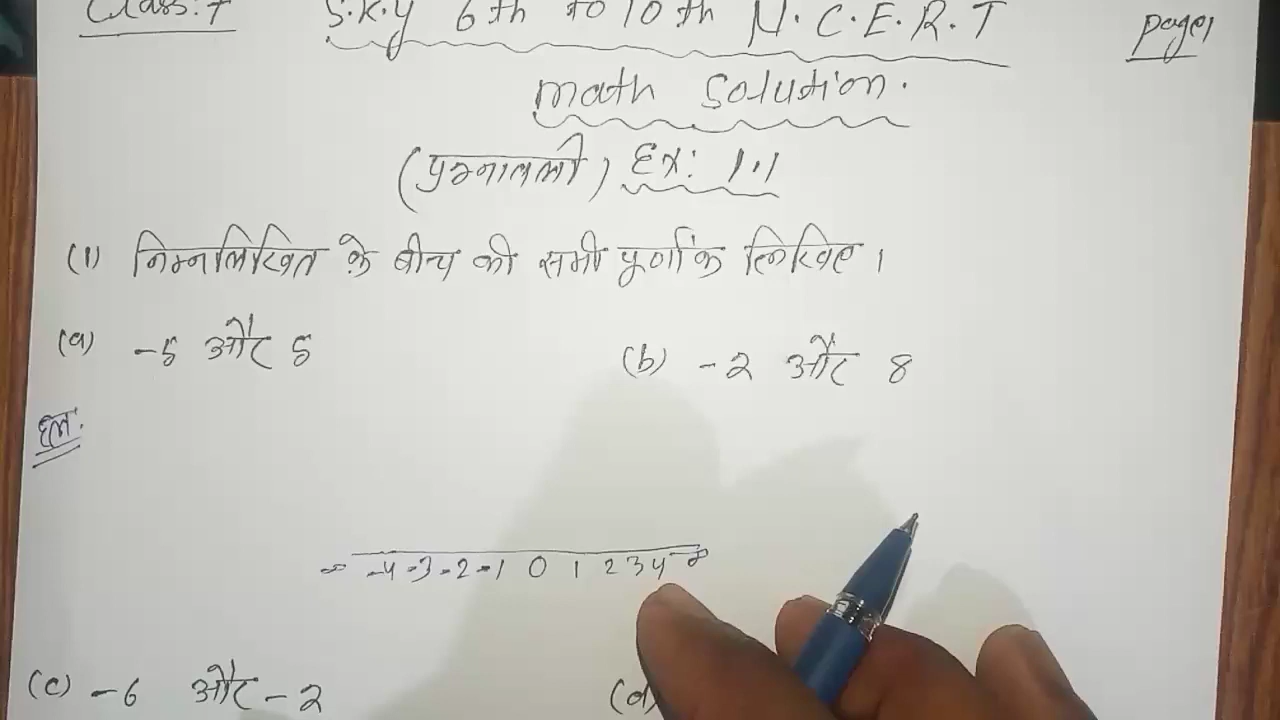 Class: 7 S.K.Y 6th to 10th N.C.E.R.T page 1
math solution.
(प्रश्नावली) Ex: 1.1
(1) निम्नलिखित के बीच की सभी पूर्णांक लिखिए ।
(a) -5 और 5 (b) -2 और 8
हल:
-∞ -4 -3 -2 -1 0 1 2 3 4 ∞
(c) -6 और -2 (d)